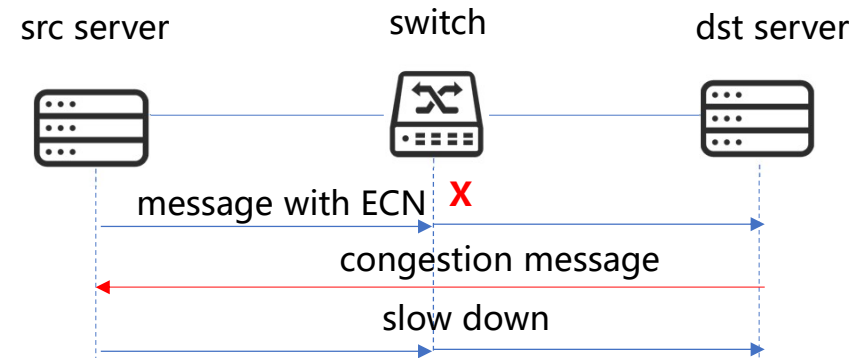 src server
switch
dst server
message with ECN
X
congestion message
slow down